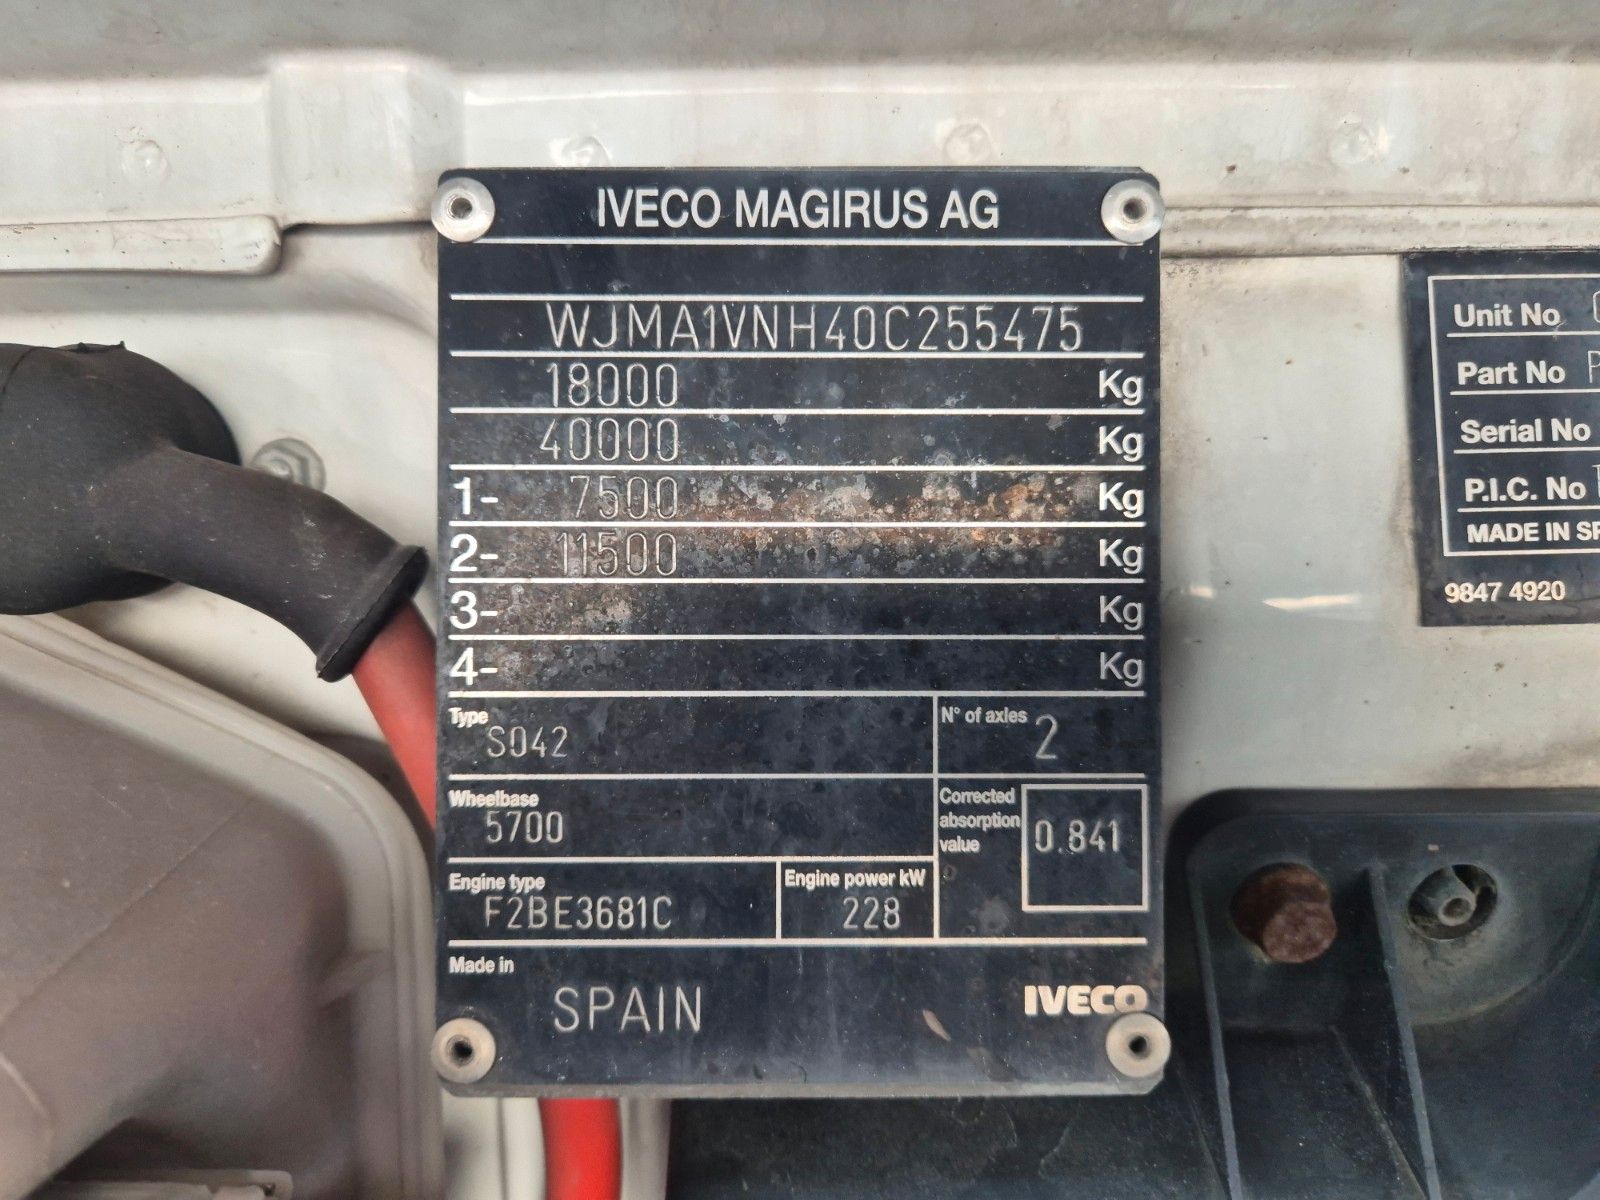 IVECO MAGIRUS AG
WJMA1VNH40C255475
18000 Kg
40000 Kg
1- 7500 Kg
2- 11500 Kg
3- Kg
4- Kg
Type
S042
N° of axles 2
Wheelbase
5700
Corrected
absorption
value
0.841
Engine type
F2BE3681C
Engine power kW
228
Made in
SPAIN
IVECO
Unit No
Part No
Serial No
P.I.C. No
MADE IN
9847 4920